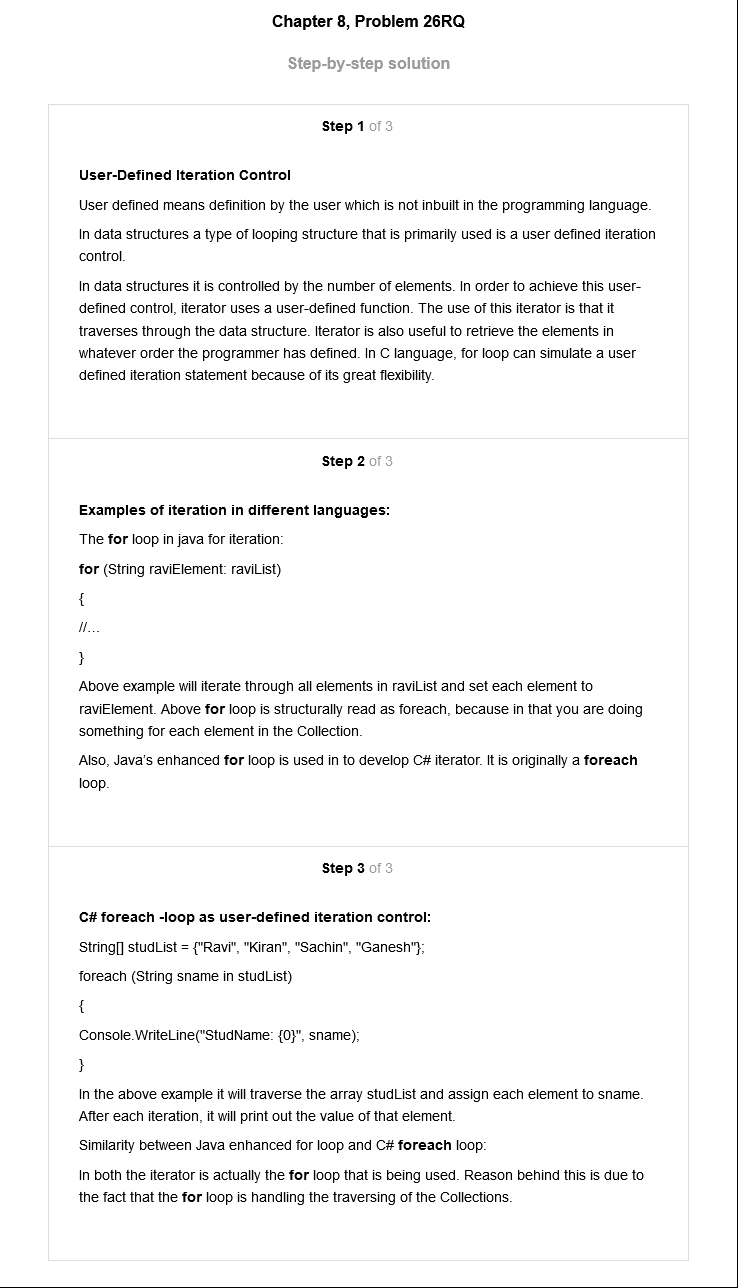 Chapter 8, Problem 26RQ
Step-by-step solution
Step 1 of 3
User-Defined Iteration Control
User defined means definition by the user which is not inbuilt in the programming language.
In data structures a type of looping structure that is primarily used is a user defined iteration
control.
In data structures it is controlled by the number of elements. In order to achieve this user-
defined control, iterator uses a user-defined function. The use of this iterator is that it
traverses through the data structure. Iterator is also useful to retrieve the elements in
whatever order the programmer has defined. In C language, for loop can simulate a user
defined iteration statement because of its great flexibility.
Step 2 of 3
Examples of iteration in different languages:
The for loop in java for iteration:
for (String raviElement: raviList)
{
//…
}
Above example will iterate through all elements in raviList and set each element to
raviElement. Above for loop is structurally read as foreach, because in that you are doing
something for each element in the Collection.
Also, Java's enhanced for loop is used in to develop C# iterator. It is originally a foreach
loop.
Step 3 of 3
C# foreach -loop as user-defined iteration control:
String[] studList = {"Ravi", "Kiran", "Sachin", "Ganesh"};
foreach (String sname in studList)
{
Console.WriteLine("StudName: {0}", sname);
}
In the above example it will traverse the array studList and assign each element to sname.
After each iteration, it will print out the value of that element.
Similarity between Java enhanced for loop and C# foreach loop:
In both the iterator is actually the for loop that is being used. Reason behind this is due to
the fact that the for loop is handling the traversing of the Collections.